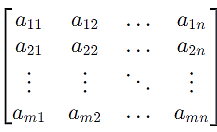 a₁₁ a₁₂ … a₁ₙ
a₂₁ a₂₂ … a₂ₙ
⋮ ⋮ ⋱ ⋮
aₘ₁ aₘ₂ … aₘₙ